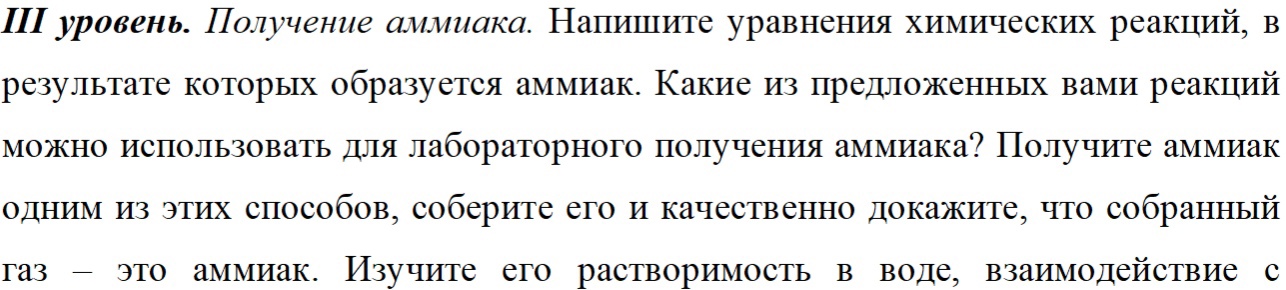 III уровень. Получение аммиака. Напишите уравнения химических реакций, в
результате которых образуется аммиак. Какие из предложенных вами реакций
можно использовать для лабораторного получения аммиака? Получите аммиак
одним из этих способов, соберите его и качественно докажите, что собранный
газ – это аммиак. Изучите его растворимость в воде, взаимодействие с